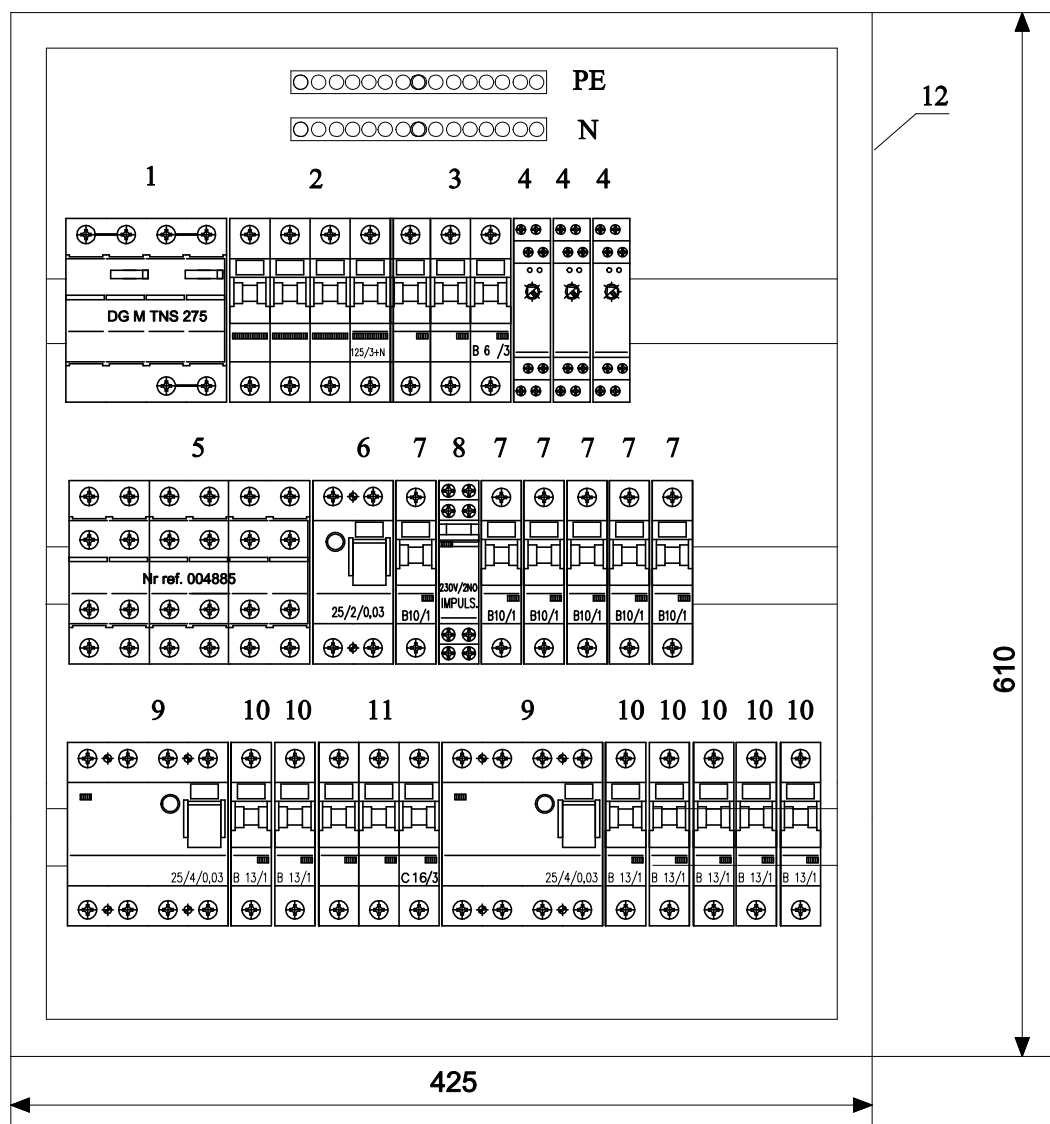 PE
N
12
1 2 3 4 4 4
DG M TNS 275
125/3+N
B 6 /3
5 6 7 8 7 7 7 7 7
Nr ref. 004885
25/2/0,03
B10/1
230V/2NO
IMPULS.
B10/1 B10/1 B10/1 B10/1 B10/1
610
9 10 10 11 9 10 10 10 10 10
25/4/0,03 B 13/1 B 13/1 C 16/3 25/4/0,03 B 13/1 B 13/1 B 13/1 B 13/1 B 13/1
425